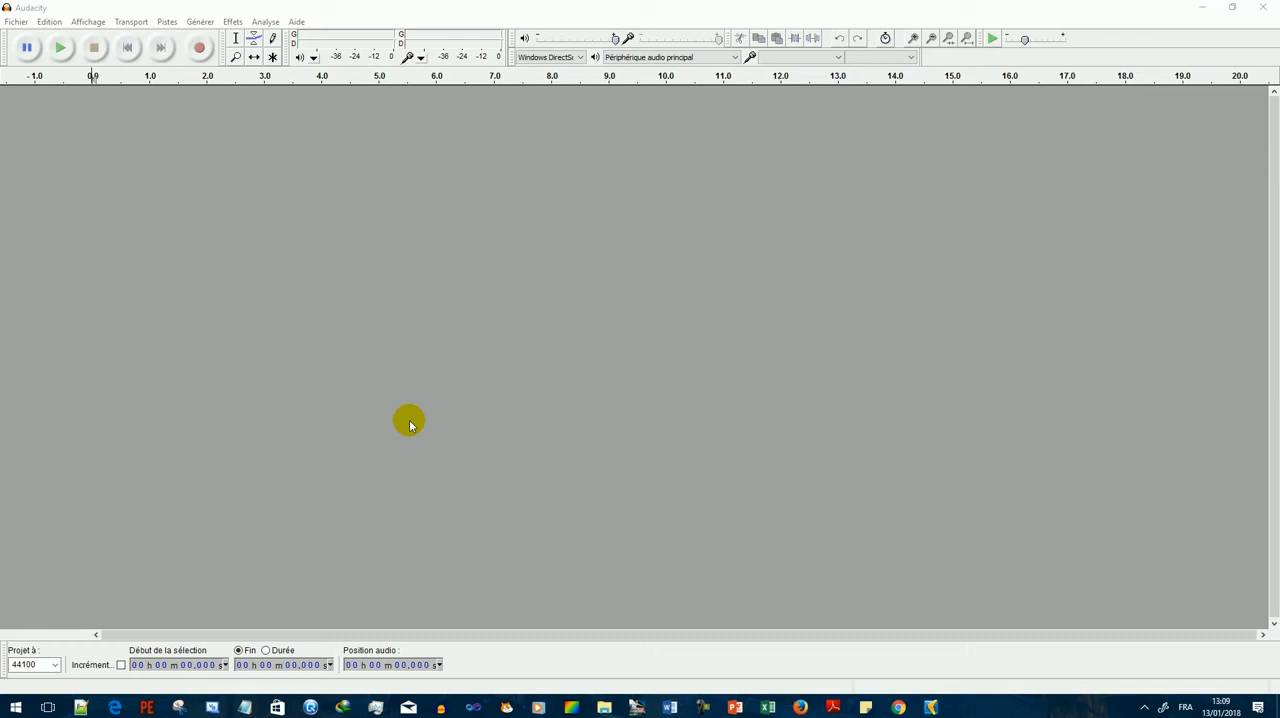 Audacity
Fichier Edition Affichage Transport Pistes Générer Effets Analyse Aide
G
D
G
D
-36 -24 -12 0 -36 -24 -12 0
Windows DirectSo Périphérique audio principal
-1.0 0.0 1.0 2.0 3.0 4.0 5.0 6.0 7.0 8.0 9.0 10.0 11.0 12.0 13.0 14.0 15.0 16.0 17.0 18.0 19.0 20.0
Projet à : Début de la sélection Fin Durée Position audio :
44100 Incrément... 00 h 00 m 00,000 s 00 h 00 m 00,000 s 00 h 00 m 00,000 s
PE
FRA
13:09
13/01/2018